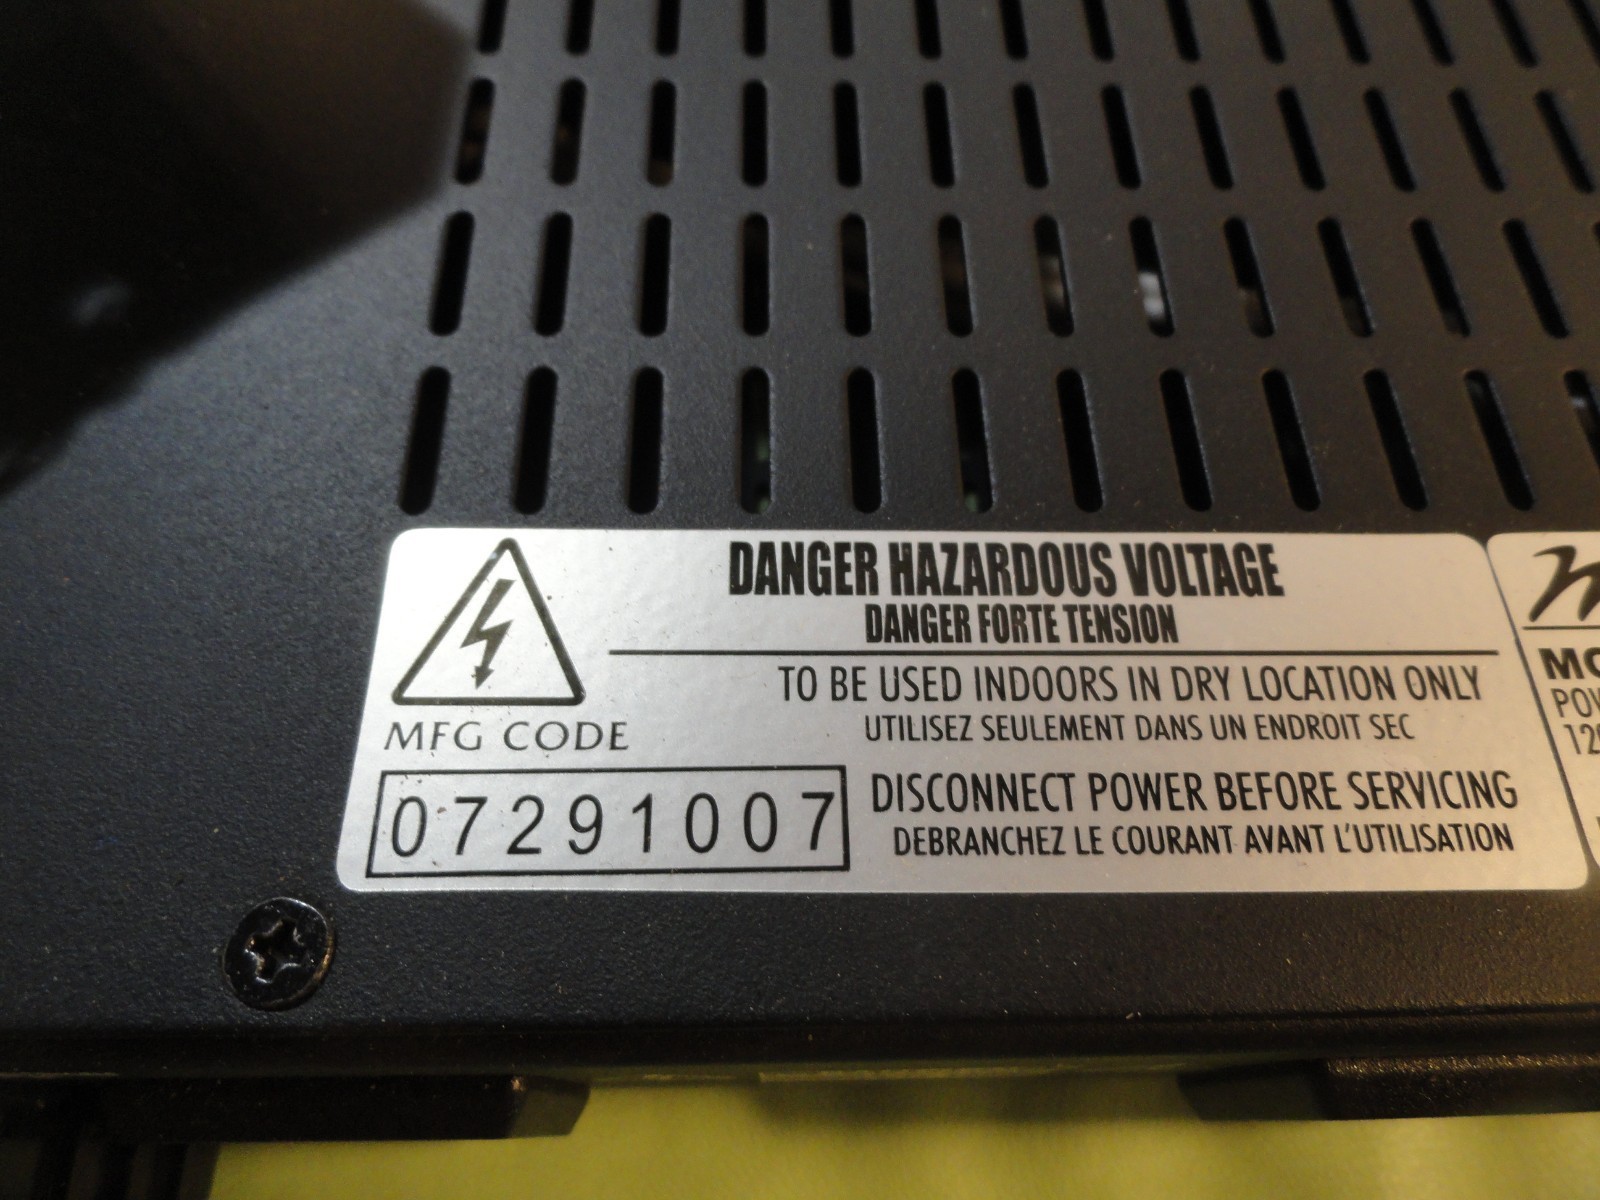 DANGER HAZARDOUS VOLTAGE
DANGER FORTE TENSION
TO BE USED INDOORS IN DRY LOCATION ONLY
UTILISEZ SEULEMENT DANS UN ENDROIT SEC
MFG CODE
07291007
DISCONNECT POWER BEFORE SERVICING
DEBRANCHEZ LE COURANT AVANT L'UTILISATION